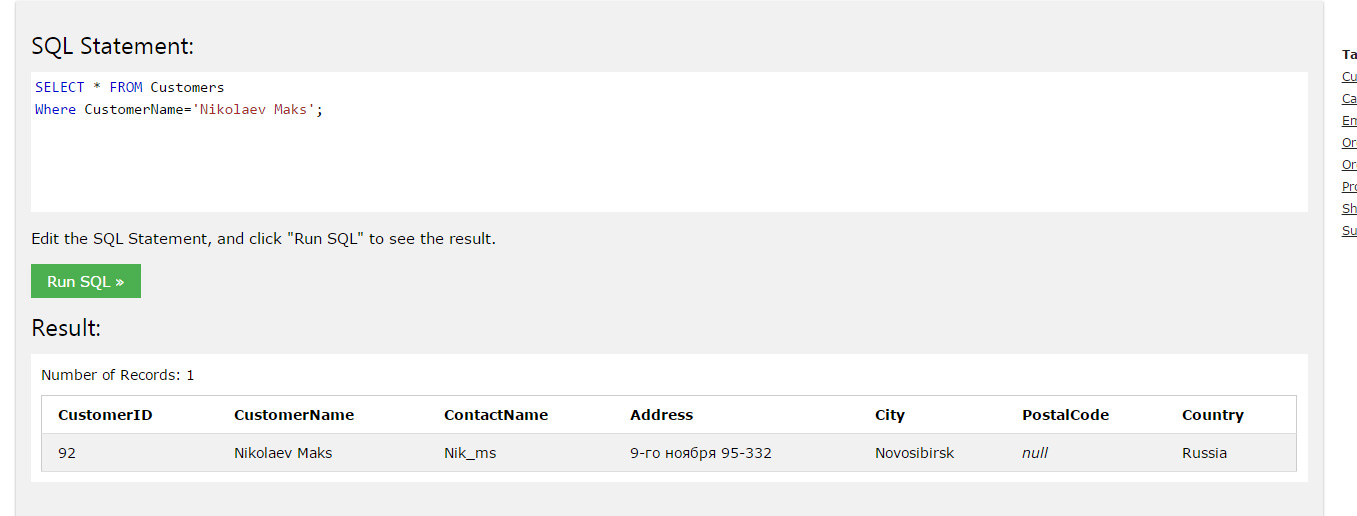 SQL Statement:
SELECT * FROM Customers
Where CustomerName='Nikolaev Maks';
Edit the SQL Statement, and click "Run SQL" to see the result.
Run SQL »
Result:
Number of Records: 1
CustomerID CustomerName ContactName Address City PostalCode Country
92 Nikolaev Maks Nik_ms 9-го ноября 95-332 Novosibirsk null Russia
Ta
Cu
Ca
Em
Or
Or
Pro
Sh
Su